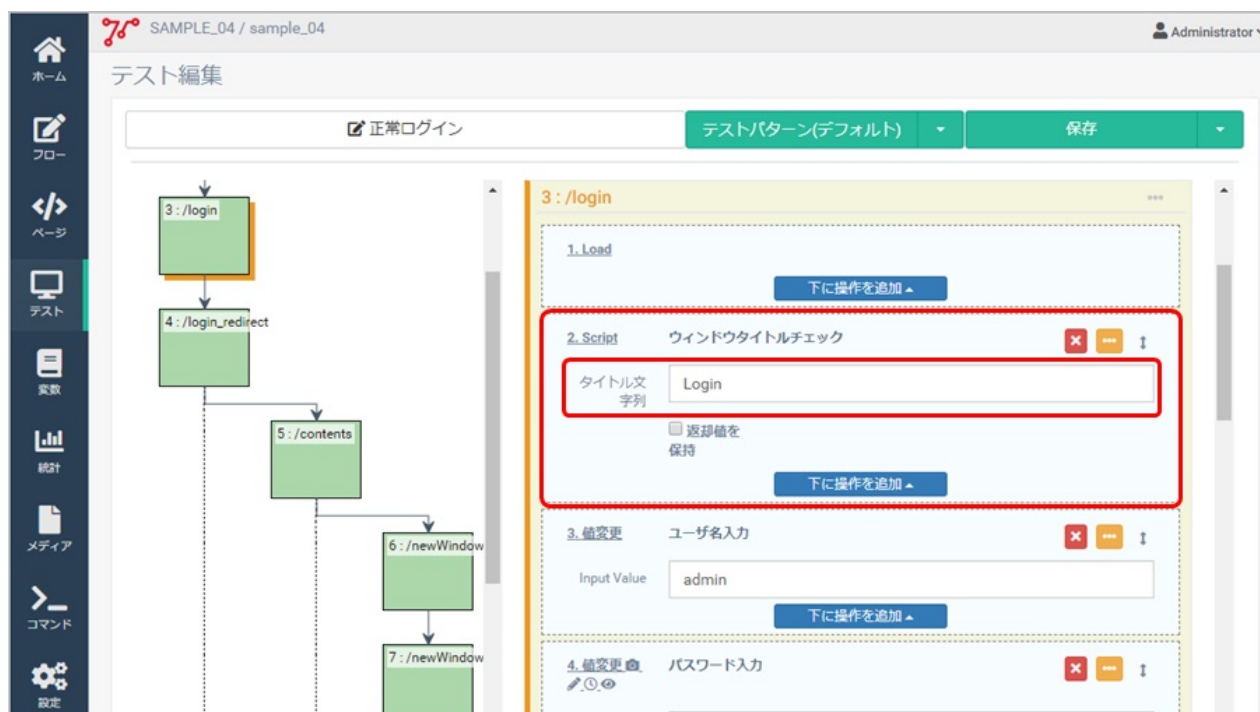 SAMPLE_04 / sample_04
Administrator
ホーム
フロー
ページ
テスト
変数
統計
メディア
コマンド
設定
テスト編集
正常ログイン
テストパターン(デフォルト)
保存
3 : /login
4 : /login_redirect
5 : /contents
6 : /newWindow
7 : /newWindow
3 : /login
1. Load
下に操作を追加
2. Script ウィンドウタイトルチェック
タイトル文
字列
Login
返却値を
保持
下に操作を追加
3. 値変更 ユーザ名入力
Input Value admin
下に操作を追加
4. 値変更 パスワード入力